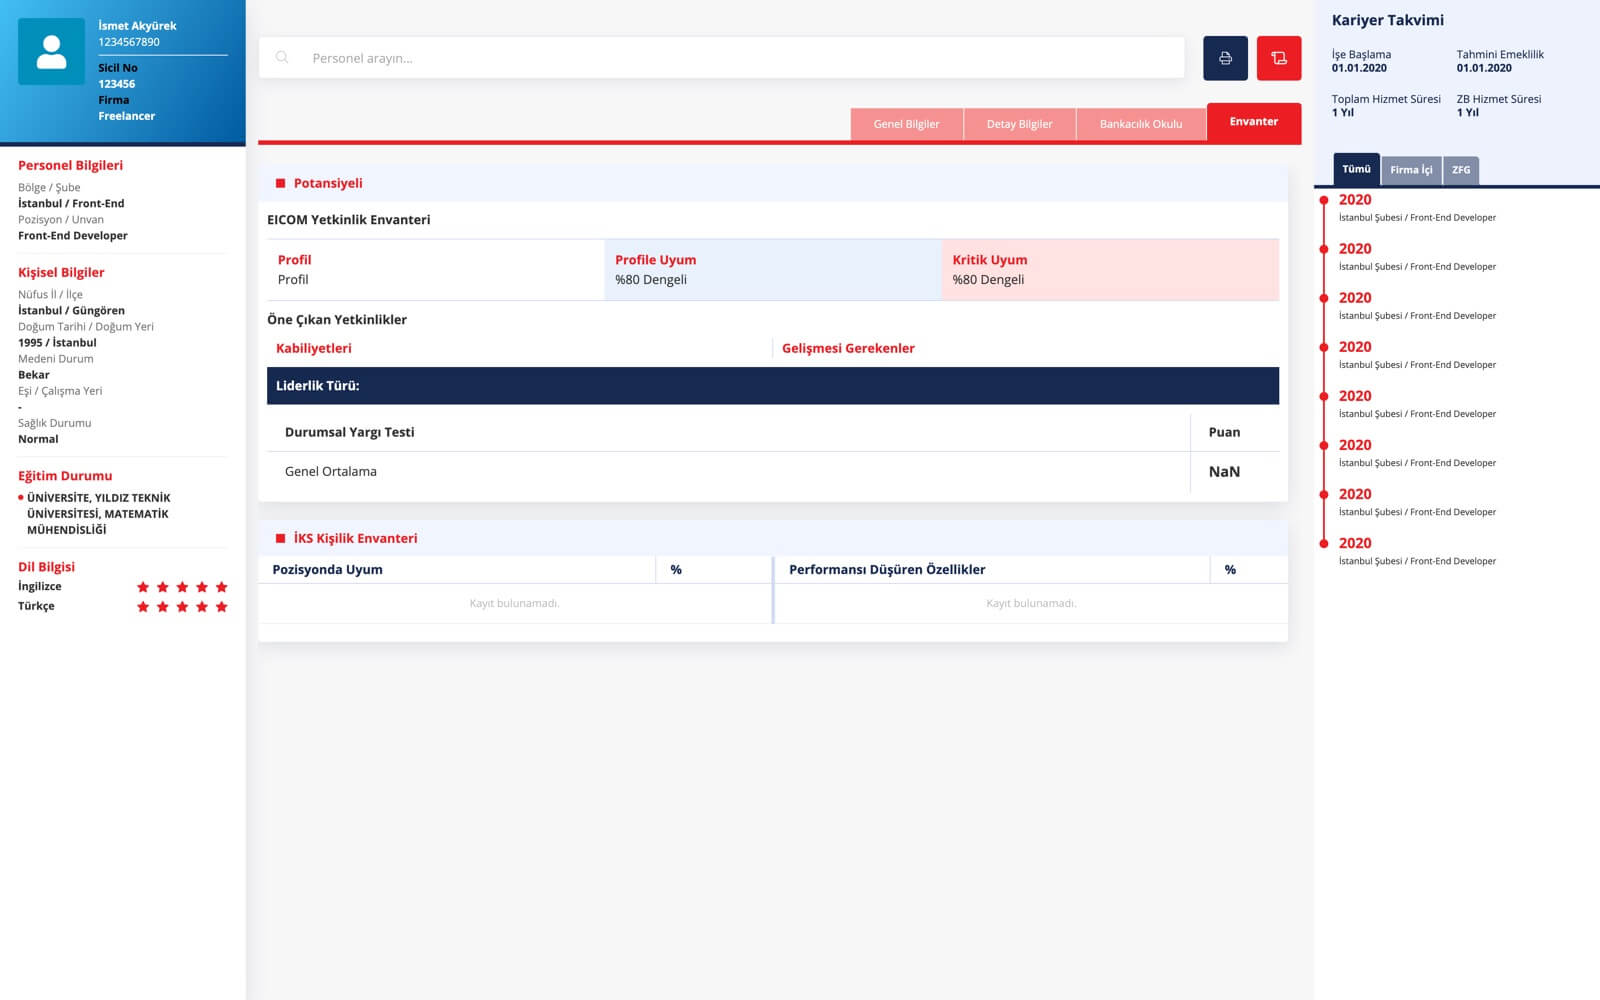 İsmet Akyürek
1234567890
Sicil No
123456
Firma
Freelancer
Personel Bilgileri
Bölge / Şube
İstanbul / Front-End
Pozisyon / Unvan
Front-End Developer
Kişisel Bilgiler
Nüfus İl / İlçe
İstanbul / Güngören
Doğum Tarihi / Doğum Yeri
1995 / İstanbul
Medeni Durum
Bekar
Eşi / Çalışma Yeri
-
Sağlık Durumu
Normal
Eğitim Durumu
ÜNİVERSİTE, YILDIZ TEKNİK
ÜNİVERSİTESİ, MATEMATİK
MÜHENDİSLİĞİ
Dil Bilgisi
İngilizce
Türkçe
Personel arayın...
Genel Bilgiler
Detay Bilgiler
Bankacılık Okulu
Envanter
Potansiyeli
EICOM Yetkinlik Envanteri
Profil
Profil
Profile Uyum
%80 Dengeli
Kritik Uyum
%80 Dengeli
Öne Çıkan Yetkinlikler
Kabiliyetleri
Gelişmesi Gerekenler
Liderlik Türü:
Durumsal Yargı Testi
Puan
Genel Ortalama
NaN
İKS Kişilik Envanteri
Pozisyonda Uyum
%
Performansı Düşüren Özellikler
%
Kayıt bulunamadı.
Kayıt bulunamadı.
Kariyer Takvimi
İşe Başlama
01.01.2020
Tahmini Emeklilik
01.01.2020
Toplam Hizmet Süresi
1 Yıl
ZB Hizmet Süresi
1 Yıl
Tümü
Firma İçi
ZFG
2020
İstanbul Şubesi / Front-End Developer
2020
İstanbul Şubesi / Front-End Developer
2020
İstanbul Şubesi / Front-End Developer
2020
İstanbul Şubesi / Front-End Developer
2020
İstanbul Şubesi / Front-End Developer
2020
İstanbul Şubesi / Front-End Developer
2020
İstanbul Şubesi / Front-End Developer
2020
İstanbul Şubesi / Front-End Developer